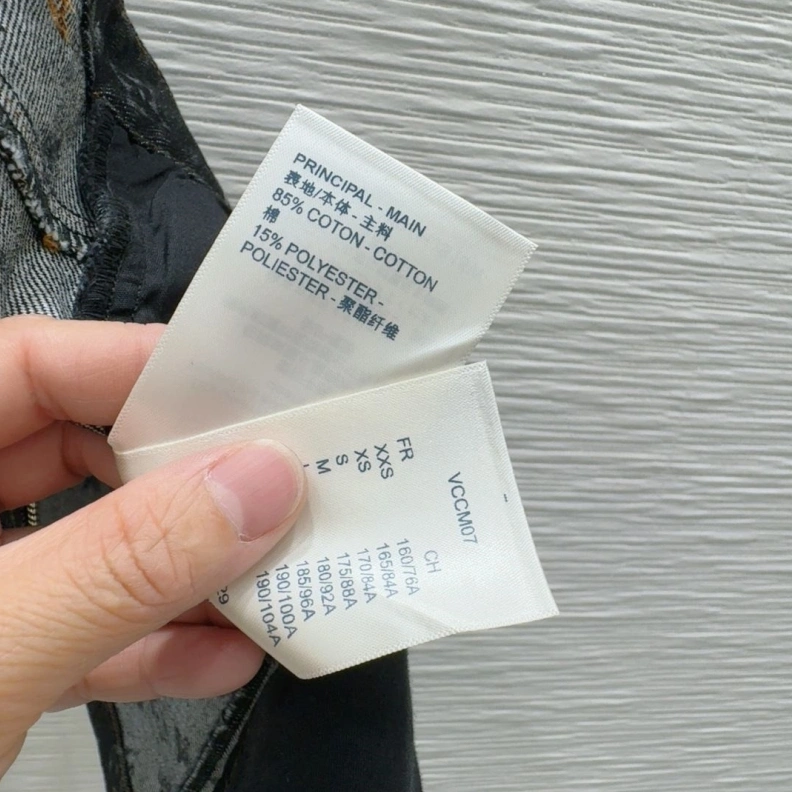 PRINCIPAL - MAIN
表地/本体 - 主料
85% COTON - COTTON
棉
15% POLYESTER -
POLIESTER - 聚酯纤维
VCCM07
FR CH
XXS 160/76A
XS 165/84A
S 170/84A
M 175/88A
180/92A
185/96A
190/100A
190/104A